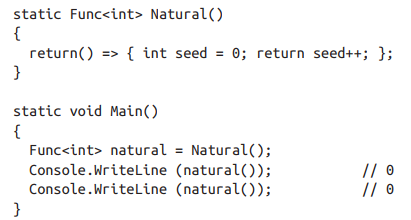 static Func<int> Natural()
{
  return() => { int seed = 0; return seed++; };
}

static void Main()
{
  Func<int> natural = Natural();
  Console.WriteLine (natural());           // 0
  Console.WriteLine (natural());           // 0
}